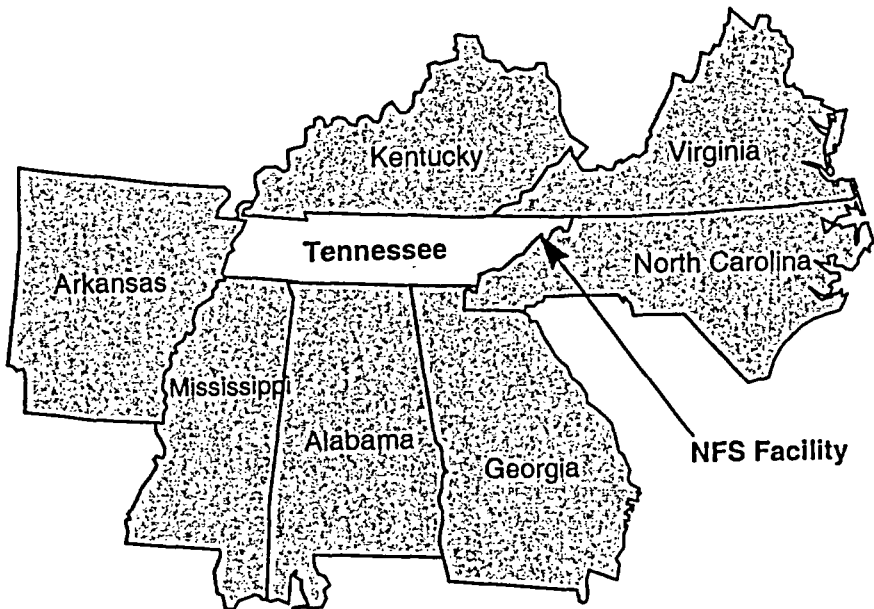 Kentucky
Virginia
Tennessee
North Carolina
Arkansas
Mississippi
Alabama
Georgia
NFS Facility